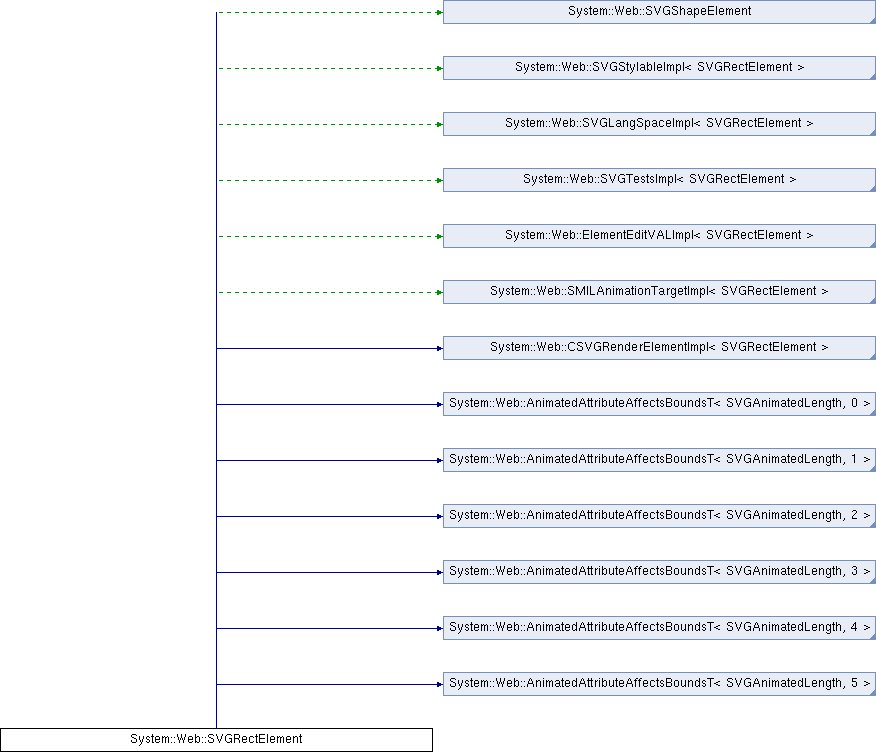 System::Web::SVGShapeElement
System::Web::SVGStylableImpl< SVGRectElement >
System::Web::SVGLangSpaceImpl< SVGRectElement >
System::Web::SVGTestsImpl< SVGRectElement >
System::Web::ElementEditVALImpl< SVGRectElement >
System::Web::SMILAnimationTargetImpl< SVGRectElement >
System::Web::CSVGRenderElementImpl< SVGRectElement >
System::Web::AnimatedAttributeAffectsBoundsT< SVGAnimatedLength, 0 >
System::Web::AnimatedAttributeAffectsBoundsT< SVGAnimatedLength, 1 >
System::Web::AnimatedAttributeAffectsBoundsT< SVGAnimatedLength, 2 >
System::Web::AnimatedAttributeAffectsBoundsT< SVGAnimatedLength, 3 >
System::Web::AnimatedAttributeAffectsBoundsT< SVGAnimatedLength, 4 >
System::Web::AnimatedAttributeAffectsBoundsT< SVGAnimatedLength, 5 >
System::Web::SVGRectElement